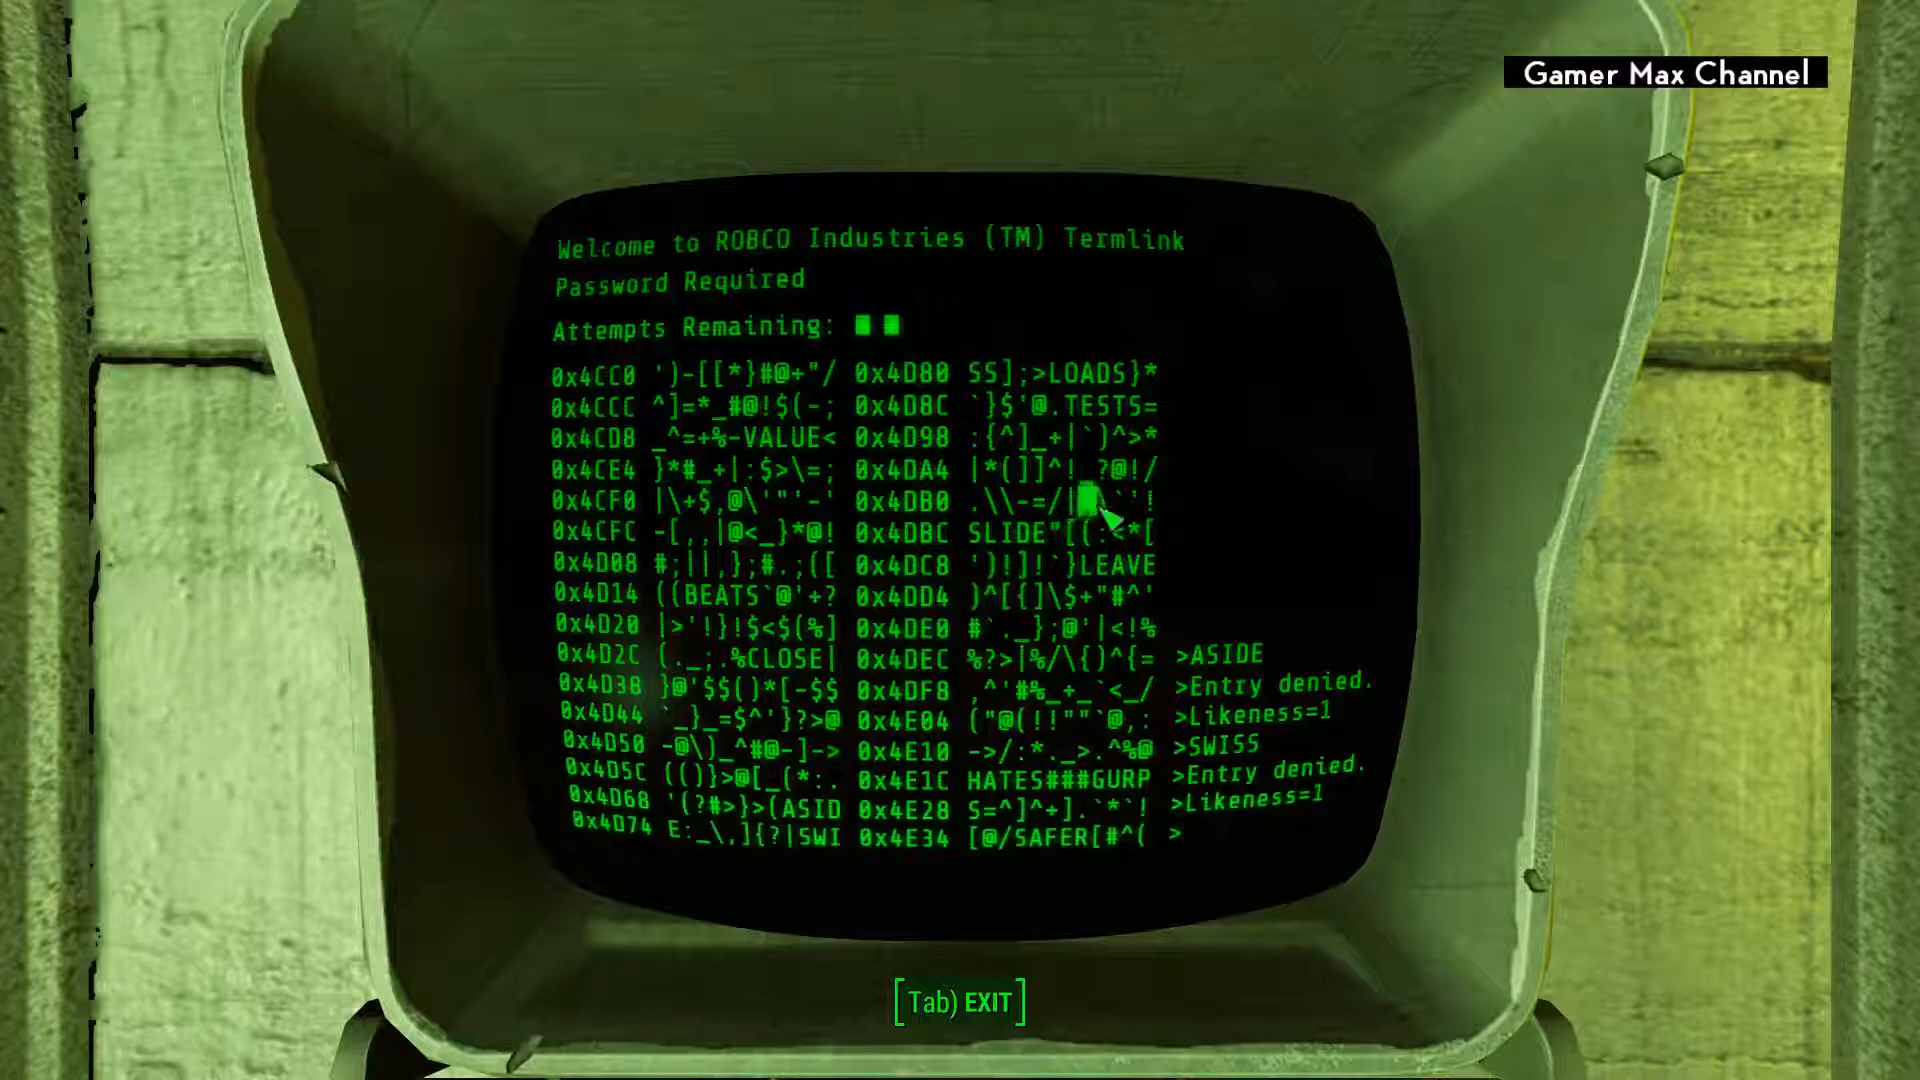 Gamer Max Channel
Welcome to ROBCO Industries (TM) Termlink
Password Required
Attempts Remaining: ■ ■
0x4CC0 ')-[[*}#@+"/ 0x4D80 SS];>LOADS}*
0x4CCC ^]=*_#@!$(-; 0x4D8C `}$'@.TESTS=
0x4CD8 _^=+%-VALUE< 0x4D98 :{^]_+|`)^>*
0x4CE4 }*#_+|:$>\=; 0x4DA4 |*(]]^!_?@!/
0x4CF0 |\+$,@\'"'-' 0x4DB0 .\\-=/| `'!
0x4CFC -[,,|@<_}*@! 0x4DBC SLIDE"[(:<*[
0x4D08 #;||,};#.;([ 0x4DC8 ')!]!`}LEAVE
0x4D14 ((BEATS`@'+? 0x4DD4 )^[{]\$+"#^'
0x4D20 |>'!}!$<$(%] 0x4DE0 #`._};@'|<!%
0x4D2C (._;.%CLOSE| 0x4DEC %?>|%/\{)^{= >ASIDE
0x4D38 }@'$$()*[-$$ 0x4DF8 ,^'#%_+_`<_/ >Entry denied.
0x4D44 `_}_=$^'}?>@ 0x4E04 ("@(!!""`@,: >Likeness=1
0x4D50 -@\)_^#@-]-> 0x4E10 ->/:*._>.^%@ >SWISS
0x4D5C (()}>@[_(*:. 0x4E1C HATES###GURP >Entry denied.
0x4D68 '(?#>}>(ASID 0x4E28 S=^]^+].`*`! >Likeness=1
0x4D74 E:_\,]{?|SWI 0x4E34 [@/SAFER[#^( >
[Tab) EXIT]